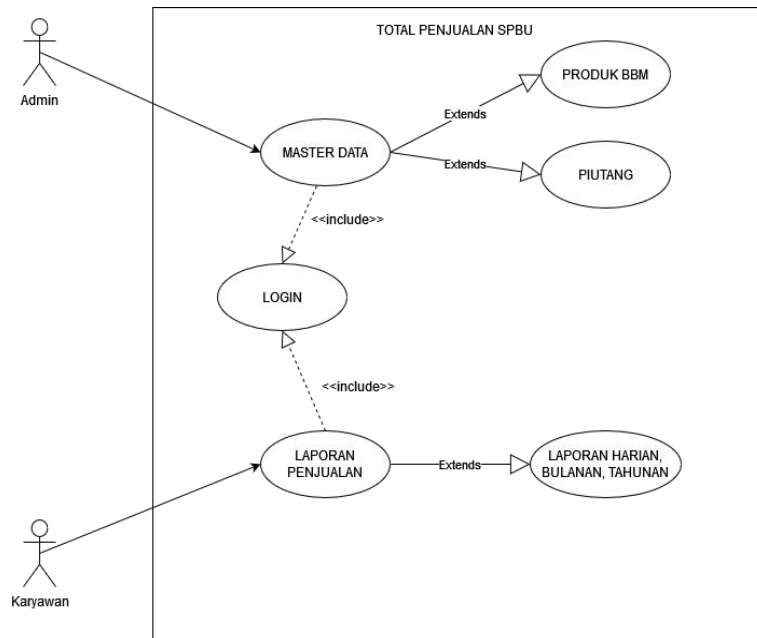 TOTAL PENJUALAN SPBU
Admin
PRODUK BBM
Extends
MASTER DATA
Extends
PIUTANG
<<include>>
LOGIN
<<include>>
LAPORAN
PENJUALAN
Extends
LAPORAN HARIAN,
BULANAN, TAHUNAN
Karyawan